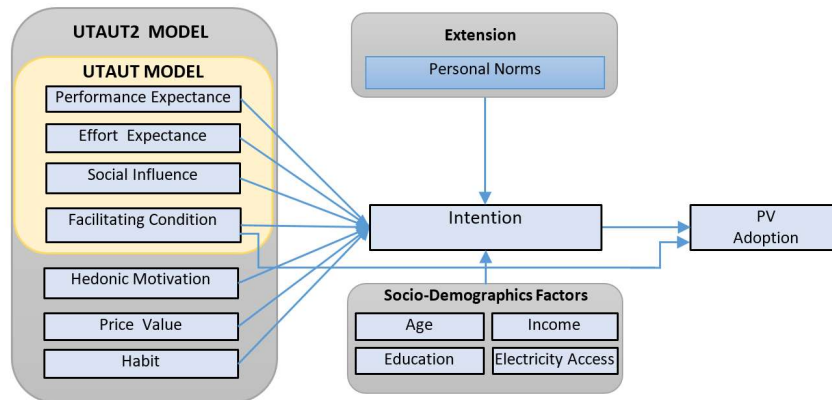 UTAUT2 MODEL
UTAUT MODEL
Performance Expectance
Effort Expectance
Social Influence
Facilitating Condition
Hedonic Motivation
Price Value
Habit
Extension
Personal Norms
Intention
Socio-Demographics Factors
Age
Income
Education
Electricity Access
PV
Adoption